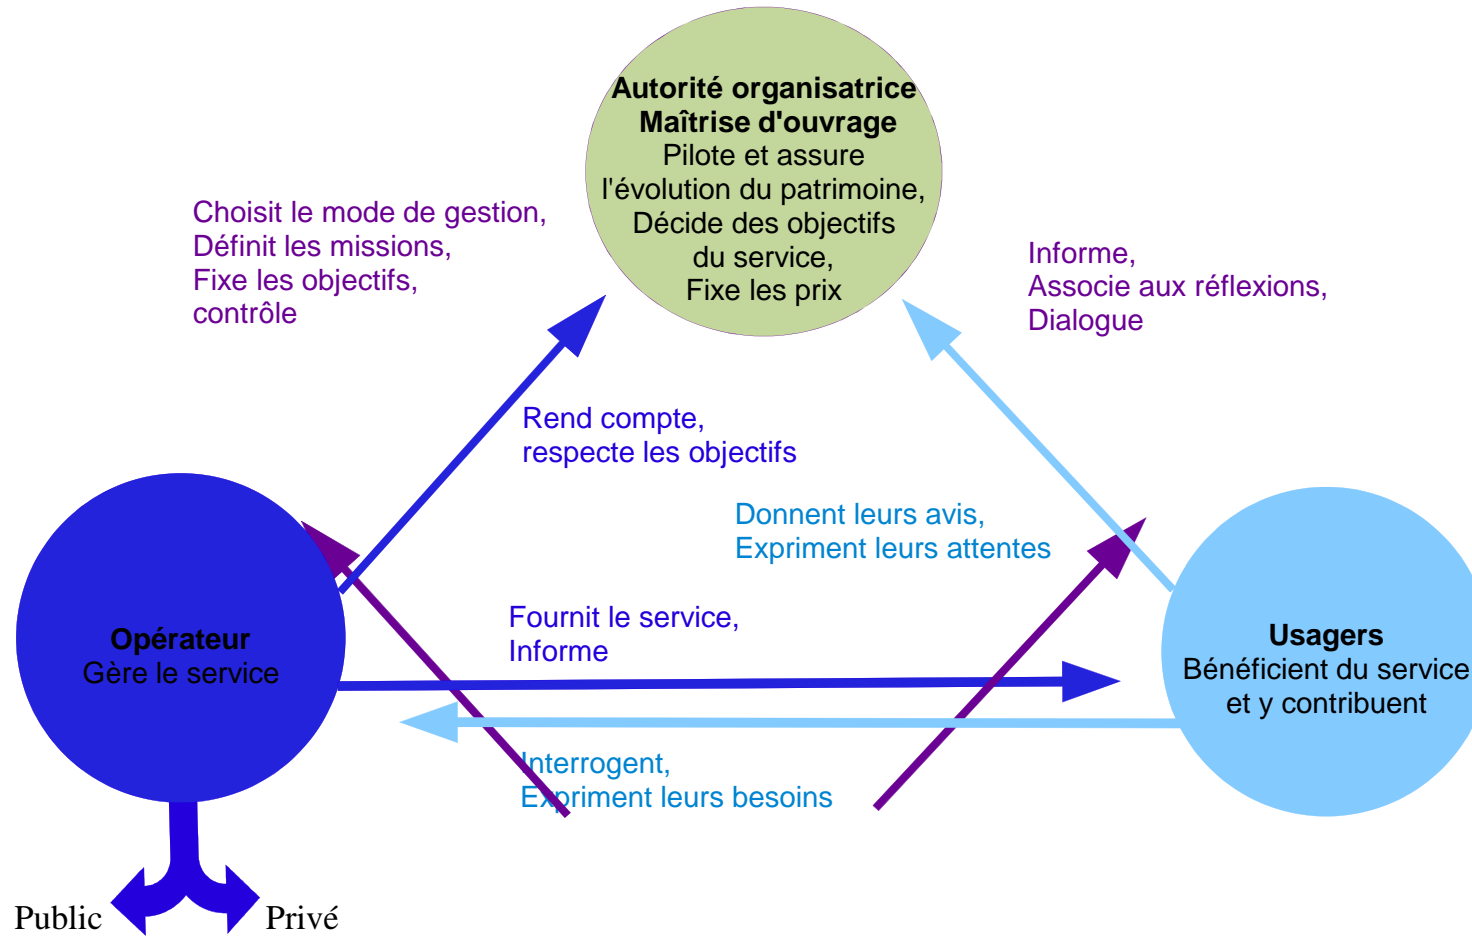 Autorité organisatrice
Maîtrise d'ouvrage
Pilote et assure
l'évolution du patrimoine,
Décide des objectifs
du service,
Fixe les prix
Choisit le mode de gestion,
Définit les missions,
Fixe les objectifs,
contrôle
Informe,
Associe aux réflexions,
Dialogue
Rend compte,
respecte les objectifs
Donnent leurs avis,
Expriment leurs attentes
Fournit le service,
Informe
Opérateur
Gère le service
Usagers
Bénéficient du service
et y contribuent
Interrogent,
Expriment leurs besoins
Public
Privé